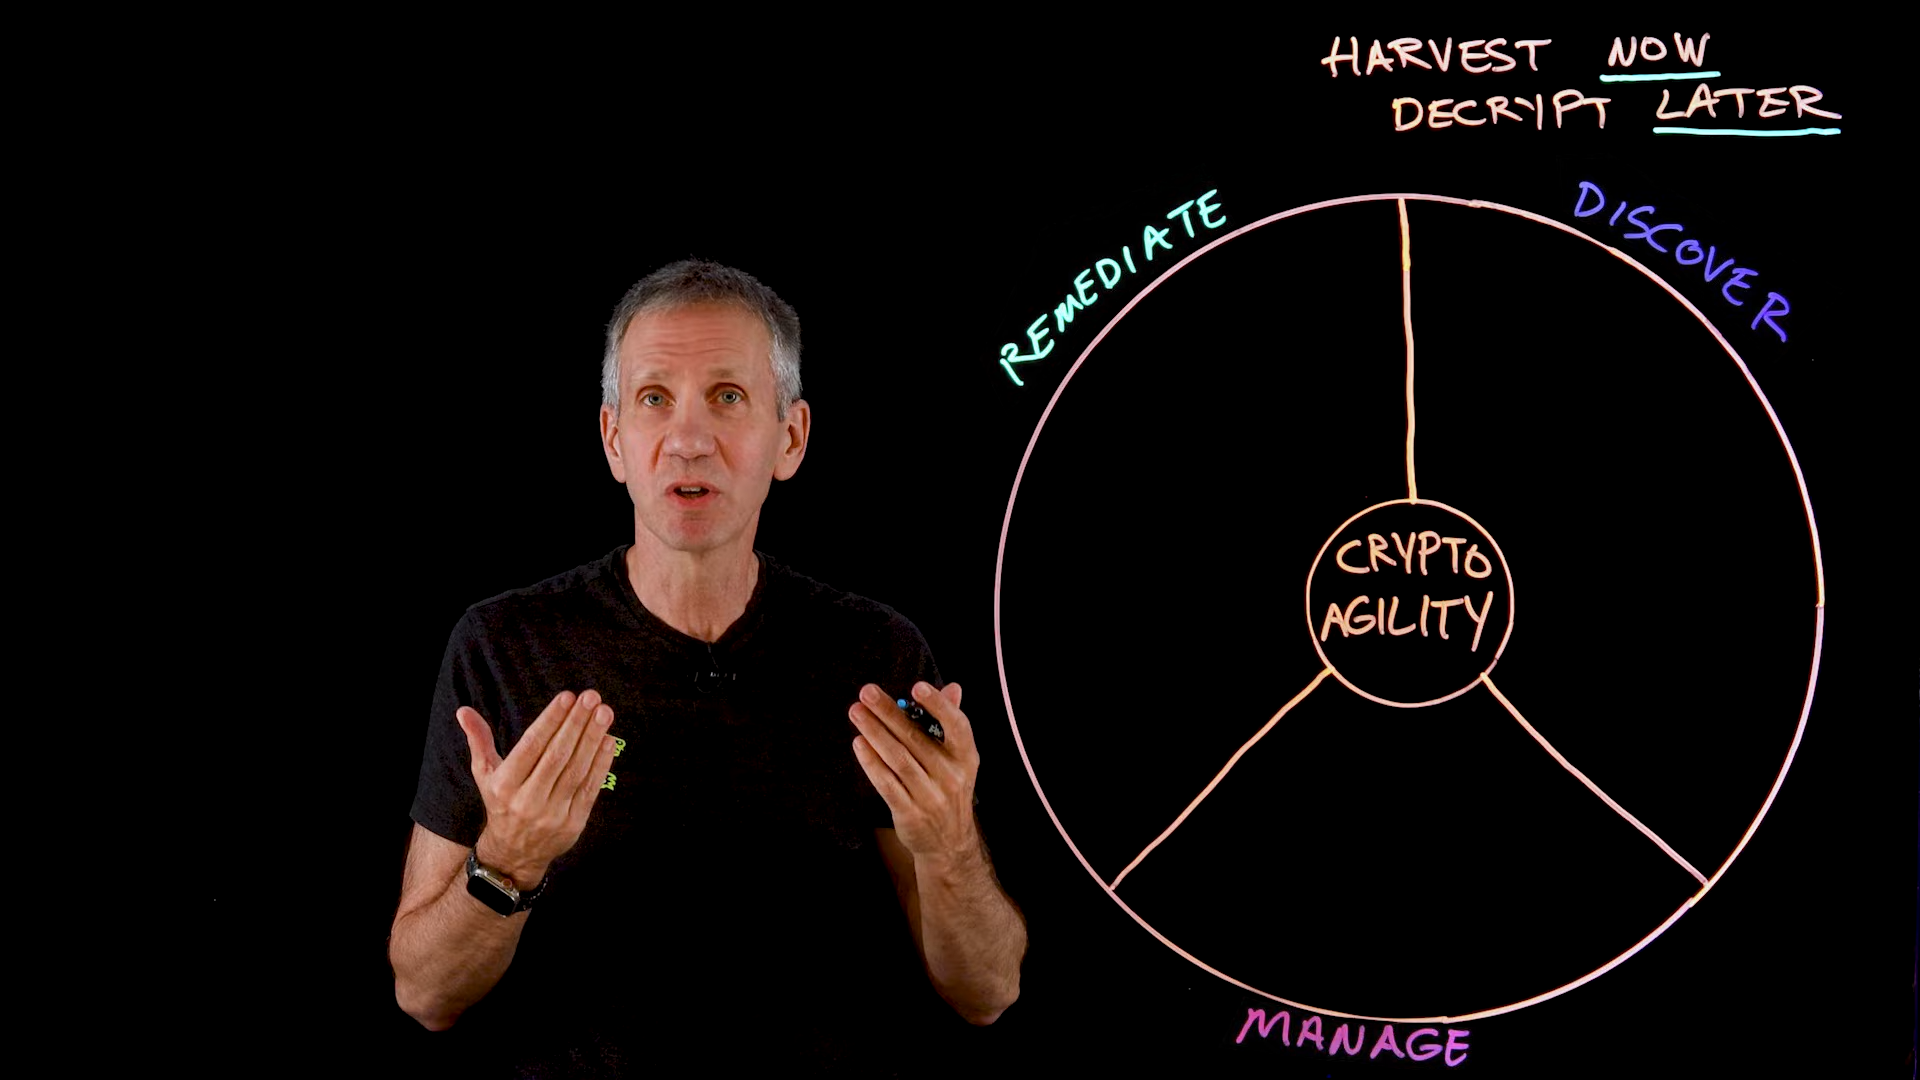 HARVEST NOW
DECRYPT LATER
REMEDIATE
DISCOVER
CRYPTO
AGILITY
MANAGE